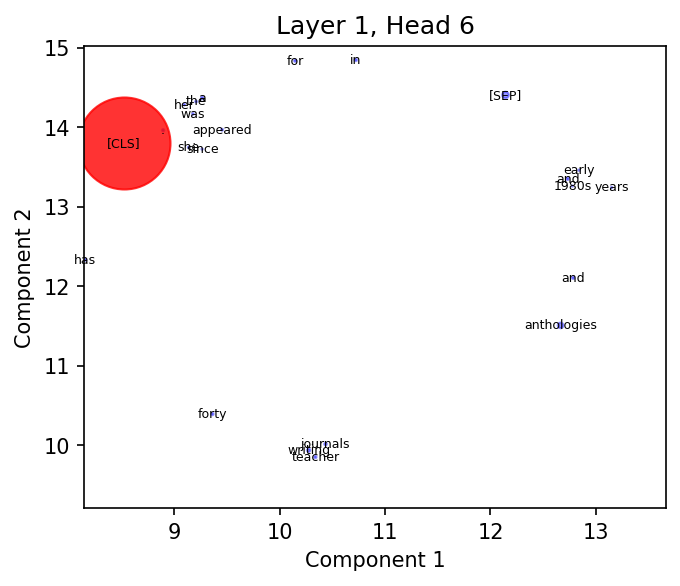 Layer 1, Head 6
15
14
13
12
11
10
Component 2
for
in
[SEP]
a
the
her
was
appeared
[CLS]
she
since
early
and
1980s
years
has
and
anthologies
forty
journals
writing
teacher
9
10
11
12
13
Component 1